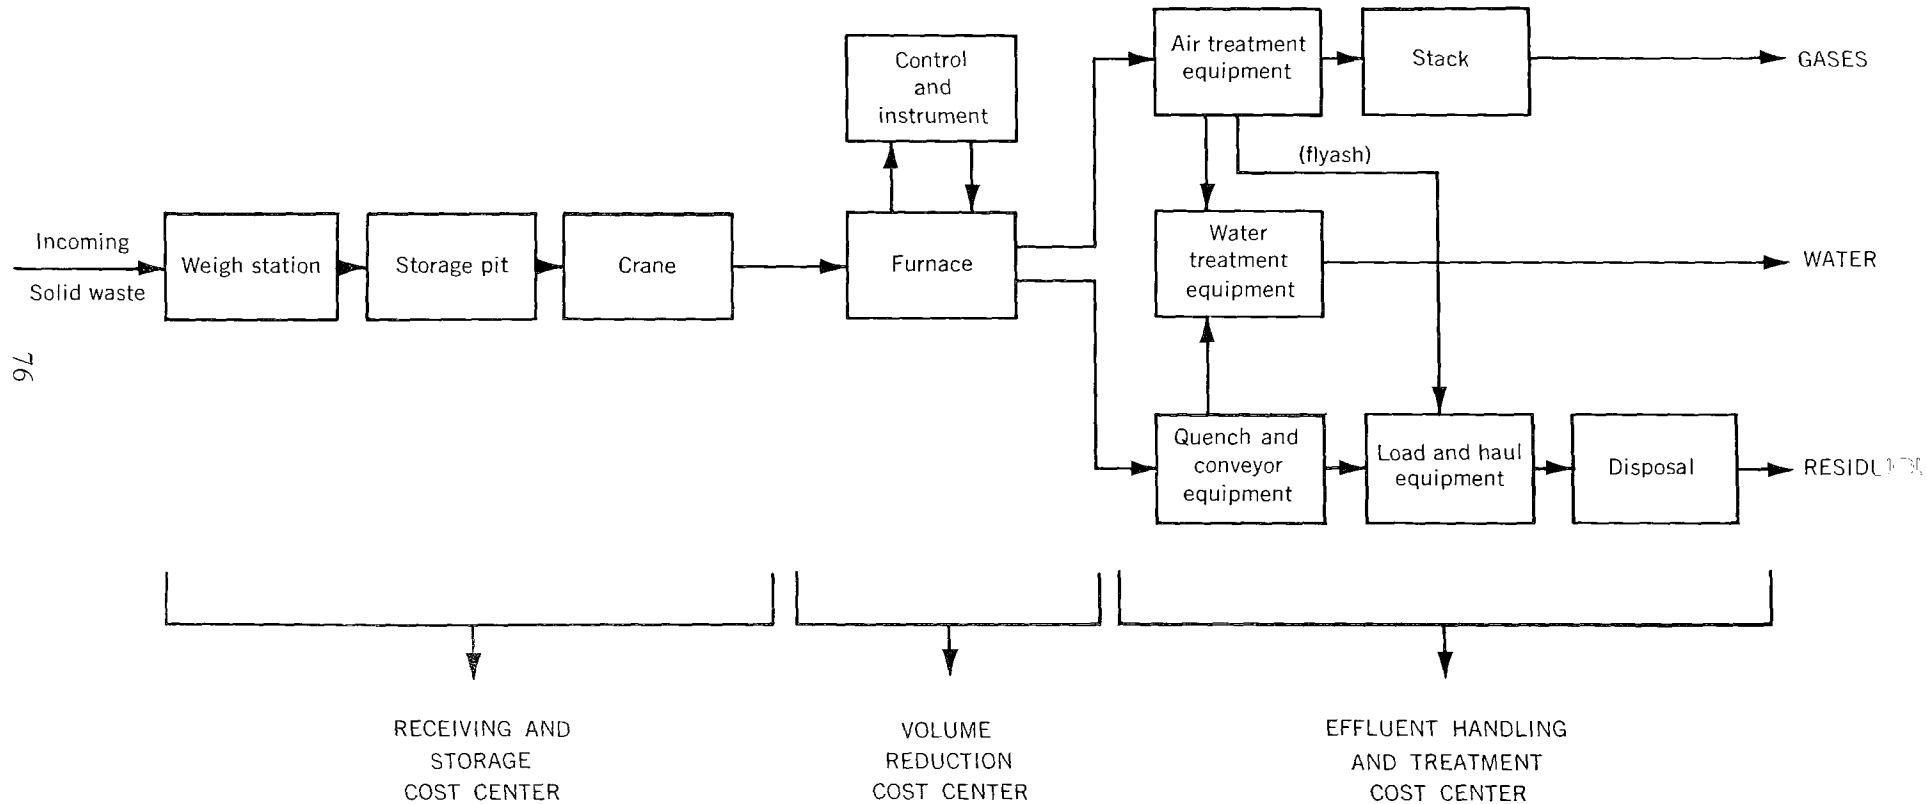 Incoming
Solid waste
Weigh station
Storage pit
Crane
Control
and
instrument
Furnace
Air treatment
equipment
Stack
GASES
(flyash)
Water
treatment
equipment
WATER
Quench and
conveyor
equipment
Load and haul
equipment
Disposal
76
RECEIVING AND
STORAGE
COST CENTER
VOLUME
REDUCTION
COST CENTER
EFFLUENT HANDLING
AND TREATMENT
COST CENTER